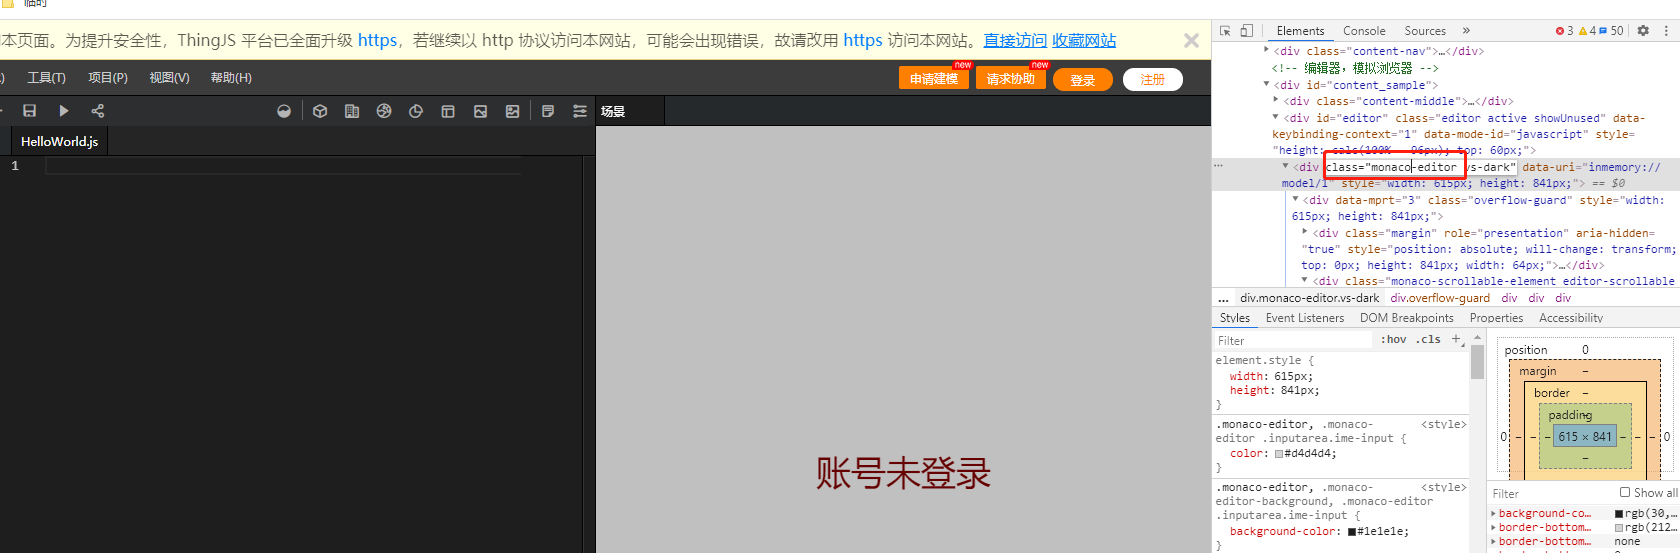 临时
本页面。为提升安全性，ThingJS 平台已全面升级 https，若继续以 http 协议访问本网站，可能会出现错误，故请改用 https 访问本网站。直接访问 收藏网站
工具(T) 项目(P) 视图(V) 帮助(H)
申请建模 new 请求协助 new 登录 注册
场景
HelloWorld.js
1
账号未登录
Elements Console Sources » 3 4 50
<div class="content-nav">…</div>
<!-- 编辑器，模拟浏览器 -->
<div id="content_sample">
<div class="content-middle">…</div>
<div id="editor" class="editor active showUnused" data-
keybinding-context="1" data-mode-id="javascript" style=
"height: calc(100% - 96px); top: 60px;">
<div class="monaco-editor vs-dark" data-uri="inmemory://
model/1" style="width: 615px; height: 841px;"> == $0
<div data-mprt="3" class="overflow-guard" style="width:
615px; height: 841px;">
<div class="margin" role="presentation" aria-hidden=
"true" style="position: absolute; will-change: transform;
top: 0px; height: 841px; width: 64px;">…</div>
<div class="monaco-scrollable-element editor-scrollable
... div.monaco-editor.vs-dark div.overflow-guard div div div
Styles Event Listeners DOM Breakpoints Properties Accessibility
Filter :hov .cls +
element.style {
width: 615px;
height: 841px;
}
.monaco-editor, .monaco- <style>
editor .inputarea.ime-input {
color: #d4d4d4;
}
.monaco-editor, .monaco- <style>
editor-background, .monaco-editor
.inputarea.ime-input {
background-color: #1e1e1e;
}
position 0
margin –
border –
padding –
0 – – – 615 × 841 – – – 0
–
Filter Show all
background-co… rgb(30,…
border-bottom… rgb(212…
border-bottom… none